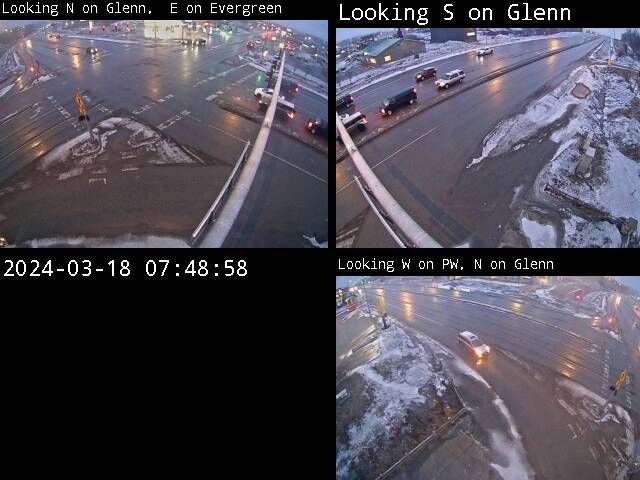 Looking N on Glenn, E on Evergreen
Looking S on Glenn
2024-03-18 07:48:58
Looking W on PW, N on Glenn